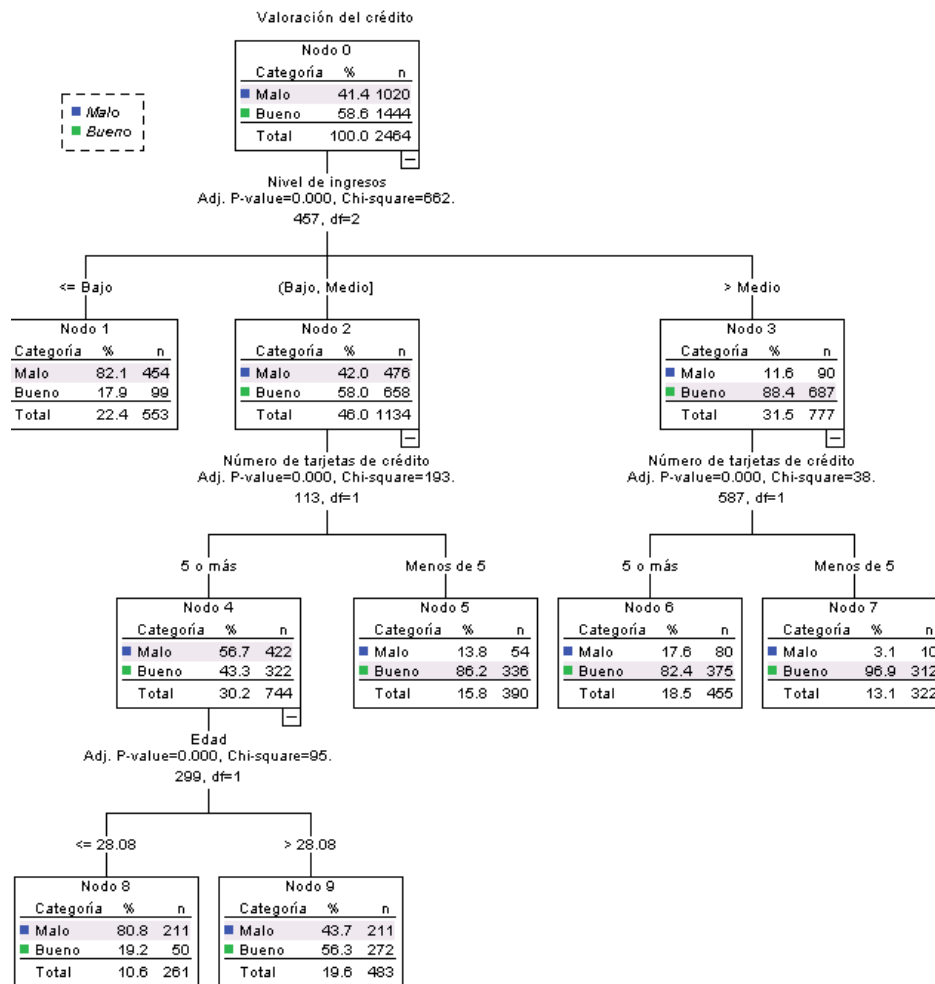 Valoración del crédito
Malo
Bueno
Nodo 0
Categoría % n
Malo 41.4 1020
Bueno 58.6 1444
Total 100.0 2464
Nivel de ingresos
Adj. P-value=0.000, Chi-square=662.
457, df=2
<= Bajo
(Bajo, Medio]
> Medio
Nodo 1
Categoría % n
Malo 82.1 454
Bueno 17.9 99
Total 22.4 553
Nodo 2
Categoría % n
Malo 42.0 476
Bueno 58.0 658
Total 46.0 1134
Nodo 3
Categoría % n
Malo 11.6 90
Bueno 88.4 687
Total 31.5 777
Número de tarjetas de crédito
Adj. P-value=0.000, Chi-square=193.
113, df=1
Número de tarjetas de crédito
Adj. P-value=0.000, Chi-square=38.
587, df=1
5 o más
Menos de 5
5 o más
Menos de 5
Nodo 4
Categoría % n
Malo 56.7 422
Bueno 43.3 322
Total 30.2 744
Nodo 5
Categoría % n
Malo 13.8 54
Bueno 86.2 336
Total 15.8 390
Nodo 6
Categoría % n
Malo 17.6 80
Bueno 82.4 375
Total 18.5 455
Nodo 7
Categoría % n
Malo 3.1 10
Bueno 96.9 312
Total 13.1 322
Edad
Adj. P-value=0.000, Chi-square=95.
299, df=1
<= 28.08
> 28.08
Nodo 8
Categoría % n
Malo 80.8 211
Bueno 19.2 50
Total 10.6 261
Nodo 9
Categoría % n
Malo 43.7 211
Bueno 56.3 272
Total 19.6 483